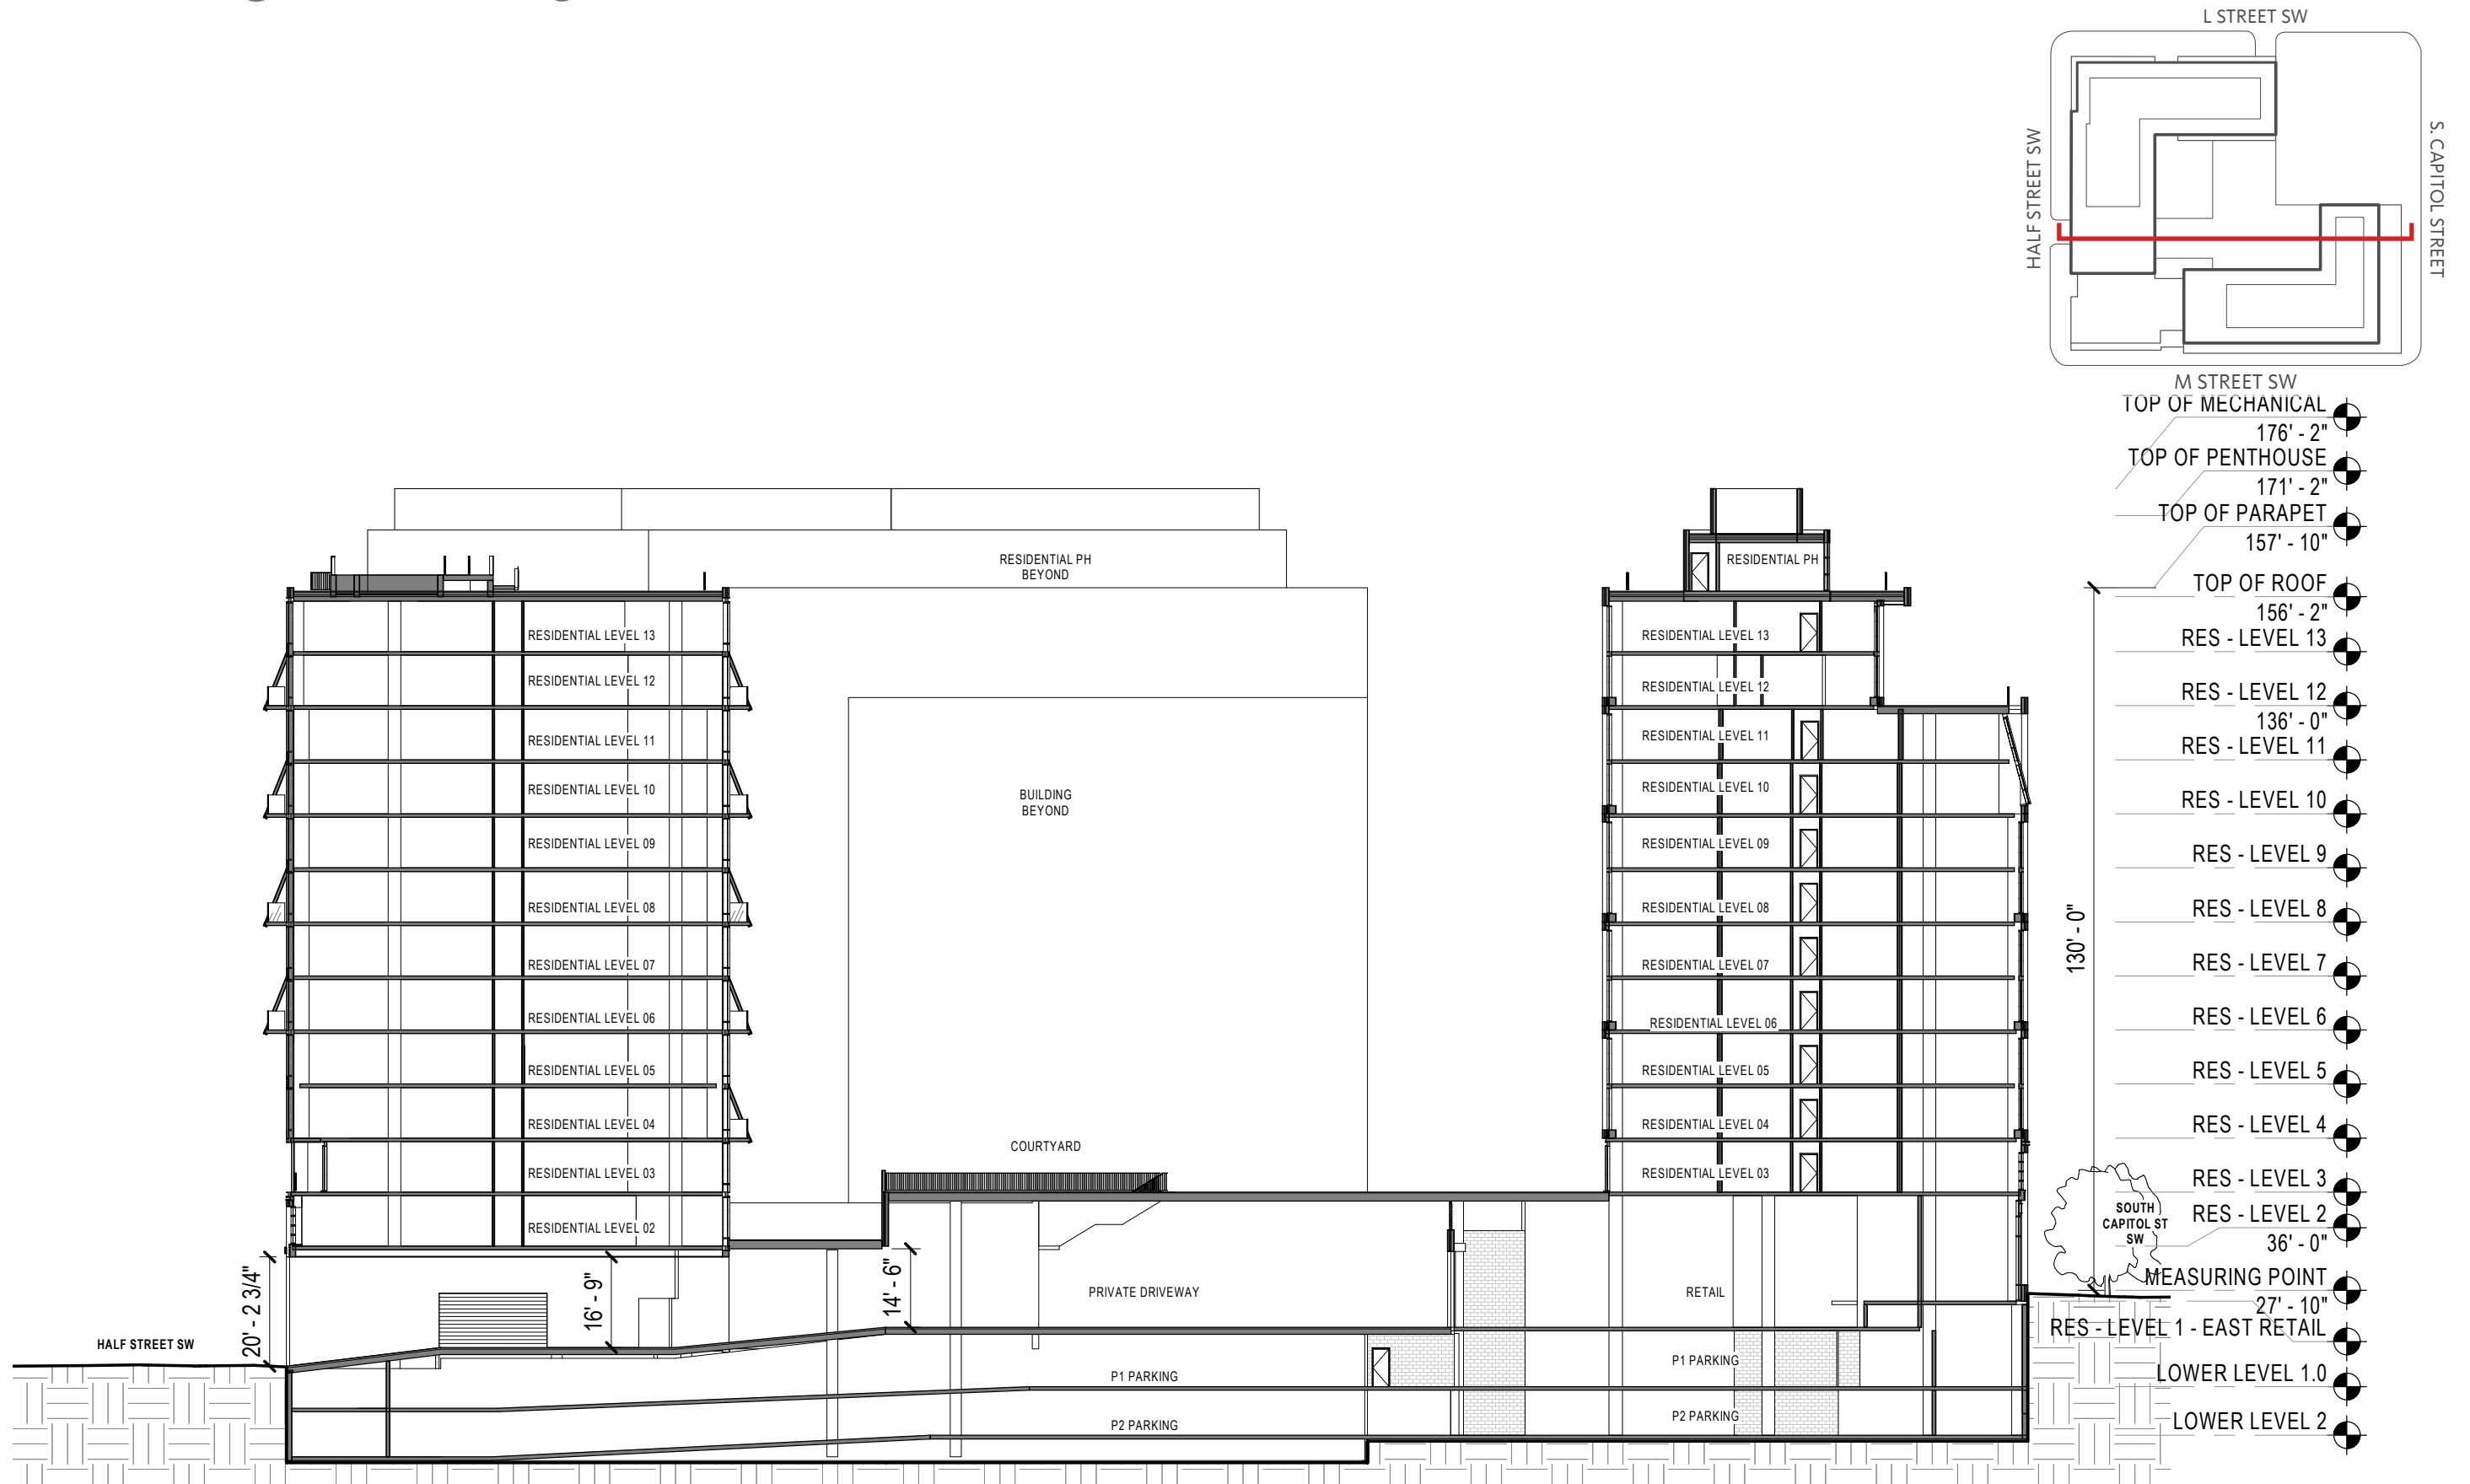 L STREET SW
HALF STREET SW
S. CAPITOL STREET
M STREET SW
TOP OF MECHANICAL
176' - 2"
TOP OF PENTHOUSE
171' - 2"
TOP OF PARAPET
157' - 10"
TOP OF ROOF
156' - 2"
RES - LEVEL 13
RES - LEVEL 12
136' - 0"
RES - LEVEL 11
RES - LEVEL 10
RES - LEVEL 9
RES - LEVEL 8
RES - LEVEL 7
RES - LEVEL 6
RES - LEVEL 5
RES - LEVEL 4
RES - LEVEL 3
RES - LEVEL 2
36' - 0"
MEASURING POINT
27' - 10"
RES - LEVEL 1 - EAST RETAIL
LOWER LEVEL 1.0
LOWER LEVEL 2
130' - 0"
SOUTH
CAPITOL ST
SW
RESIDENTIAL PH
BEYOND
BUILDING
BEYOND
COURTYARD
PRIVATE DRIVEWAY
P1 PARKING
P2 PARKING
RESIDENTIAL LEVEL 13
RESIDENTIAL LEVEL 12
RESIDENTIAL LEVEL 11
RESIDENTIAL LEVEL 10
RESIDENTIAL LEVEL 09
RESIDENTIAL LEVEL 08
RESIDENTIAL LEVEL 07
RESIDENTIAL LEVEL 06
RESIDENTIAL LEVEL 05
RESIDENTIAL LEVEL 04
RESIDENTIAL LEVEL 03
RESIDENTIAL LEVEL 02
20' - 2 3/4"
16' - 9"
14' - 6"
HALF STREET SW
RESIDENTIAL PH
RESIDENTIAL LEVEL 13
RESIDENTIAL LEVEL 12
RESIDENTIAL LEVEL 11
RESIDENTIAL LEVEL 10
RESIDENTIAL LEVEL 09
RESIDENTIAL LEVEL 08
RESIDENTIAL LEVEL 07
RESIDENTIAL LEVEL 06
RESIDENTIAL LEVEL 05
RESIDENTIAL LEVEL 04
RESIDENTIAL LEVEL 03
RETAIL
P1 PARKING
P2 PARKING